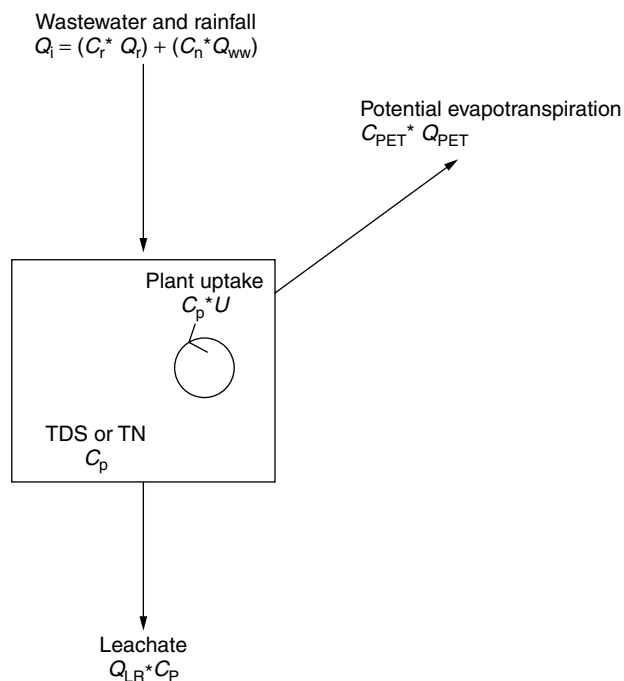 Wastewater and rainfall
Qi = (Cr* Qr) + (Cn*Qww)
Potential evapotranspiration
CPET* QPET
Plant uptake
Cp*U
TDS or TN
Cp
Leachate
QLR*CP